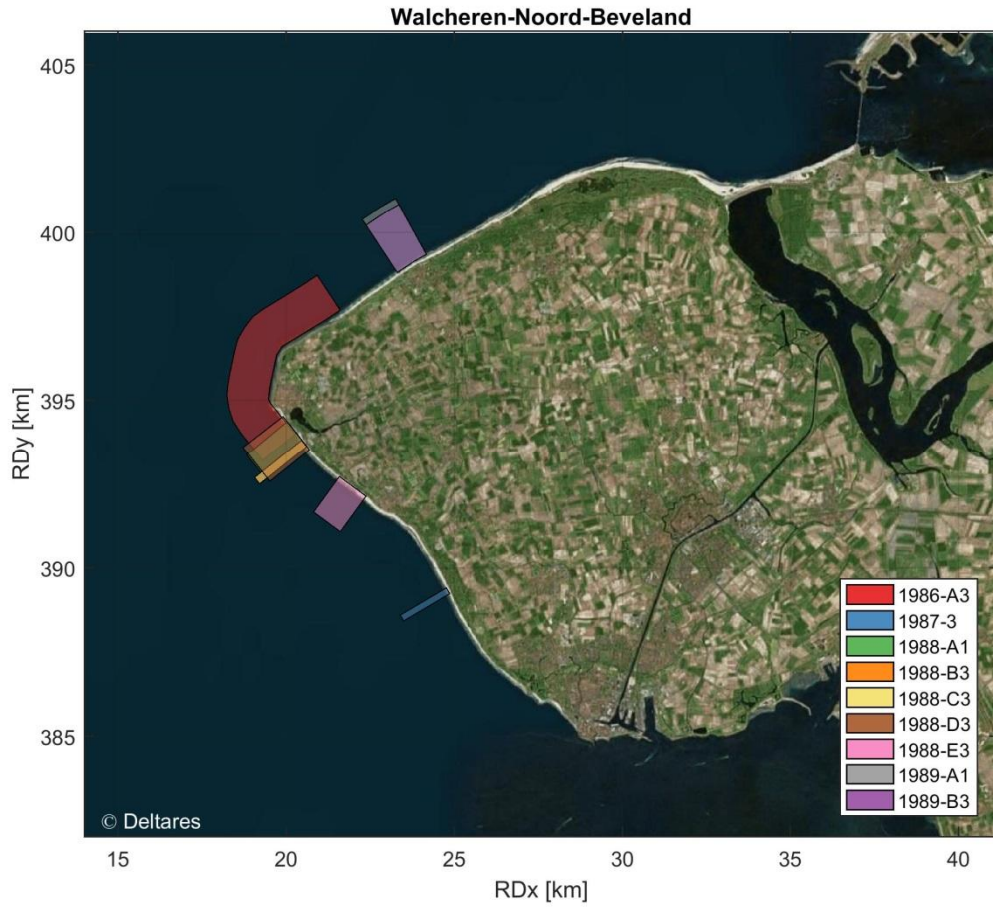 Walcheren-Noord-Beveland
405
400
395
390
385
RDy [km]
15
20
25
30
35
40
RDx [km]
© Deltares
1986-A3
1987-3
1988-A1
1988-B3
1988-C3
1988-D3
1988-E3
1989-A1
1989-B3